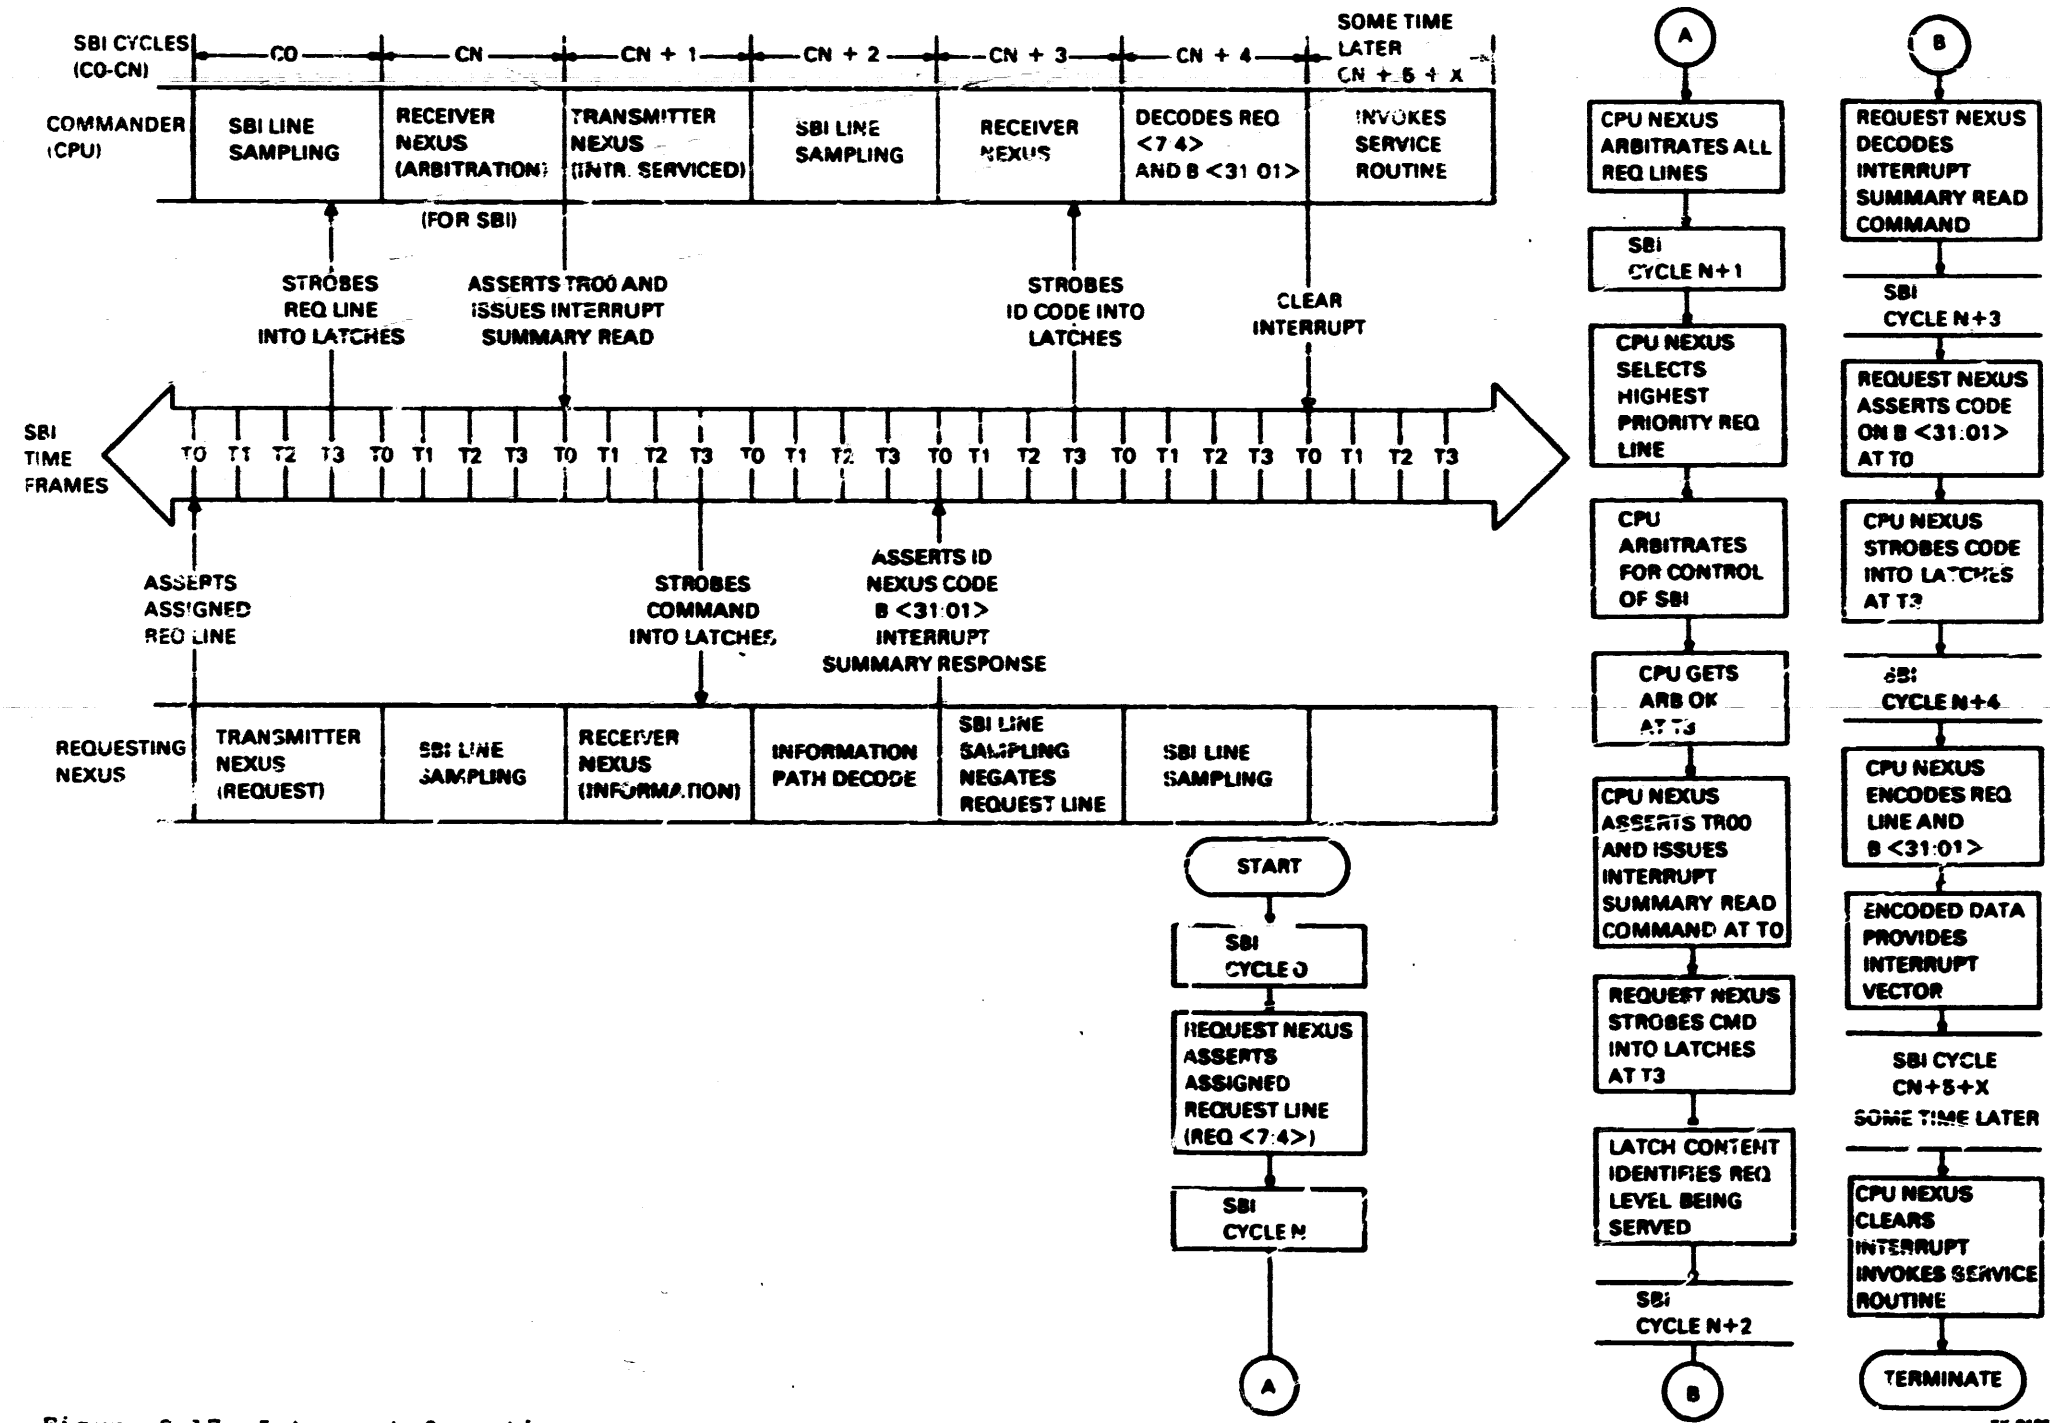 SBI CYCLES
(CO-CN)
CO
CN
CN + 1
CN + 2
CN + 3
CN + 4
SOME TIME
LATER
CN + 5 + X
COMMANDER
(CPU)
SBI LINE
SAMPLING
RECEIVER
NEXUS
(ARBITRATION)
(FOR SBI)
TRANSMITTER
NEXUS
(INTR. SERVICED)
SBI LINE
SAMPLING
RECEIVER
NEXUS
DECODES REQ
<7:4>
AND B <31:01>
INVOKES
SERVICE
ROUTINE
STROBES
REQ LINE
INTO LATCHES
ASSERTS TR00 AND
ISSUES INTERRUPT
SUMMARY READ
STROBES
ID CODE INTO
LATCHES
CLEAR
INTERRUPT
SBI
TIME
FRAMES
T0 T1 T2 T3 T0 T1 T2 T3 T0 T1 T2 T3 T0 T1 T2 T3 T0 T1 T2 T3 T0 T1 T2 T3 T0 T1 T2 T3
ASSERTS
ASSIGNED
REQ LINE
STROBES
COMMAND
INTO LATCHES
ASSERTS ID
NEXUS CODE
B <31:01>
INTERRUPT
SUMMARY RESPONSE
REQUESTING
NEXUS
TRANSMITTER
NEXUS
(REQUEST)
SBI LINE
SAMPLING
RECEIVER
NEXUS
(INFORMATION)
INFORMATION
PATH DECODE
SBI LINE
SAMPLING
NEGATES
REQUEST LINE
SBI LINE
SAMPLING
START
SBI
CYCLE 0
REQUEST NEXUS
ASSERTS
ASSIGNED
REQUEST LINE
(REQ <7:4>)
SBI
CYCLE N
A
A
CPU NEXUS
ARBITRATES ALL
REQ LINES
SBI
CYCLE N+1
CPU NEXUS
SELECTS
HIGHEST
PRIORITY REQ
LINE
CPU
ARBITRATES
FOR CONTROL
OF SBI
CPU GETS
ARB OK
AT T3
CPU NEXUS
ASSERTS TR00
AND ISSUES
INTERRUPT
SUMMARY READ
COMMAND AT T0
REQUEST NEXUS
STROBES CMD
INTO LATCHES
AT T3
LATCH CONTENT
IDENTIFIES REQ
LEVEL BEING
SERVED
SBI
CYCLE N+2
B
B
REQUEST NEXUS
DECODES
INTERRUPT
SUMMARY READ
COMMAND
SBI
CYCLE N+3
REQUEST NEXUS
ASSERTS CODE
ON B <31:01>
AT T0
CPU NEXUS
STROBES CODE
INTO LATCHES
AT T3
SBI
CYCLE N+4
CPU NEXUS
ENCODES REQ
LINE AND
B <31:01>
ENCODED DATA
PROVIDES
INTERRUPT
VECTOR
SBI CYCLE
CN+5+X
SOME TIME LATER
CPU NEXUS
CLEARS
INTERRUPT
INVOKES SERVICE
ROUTINE
TERMINATE